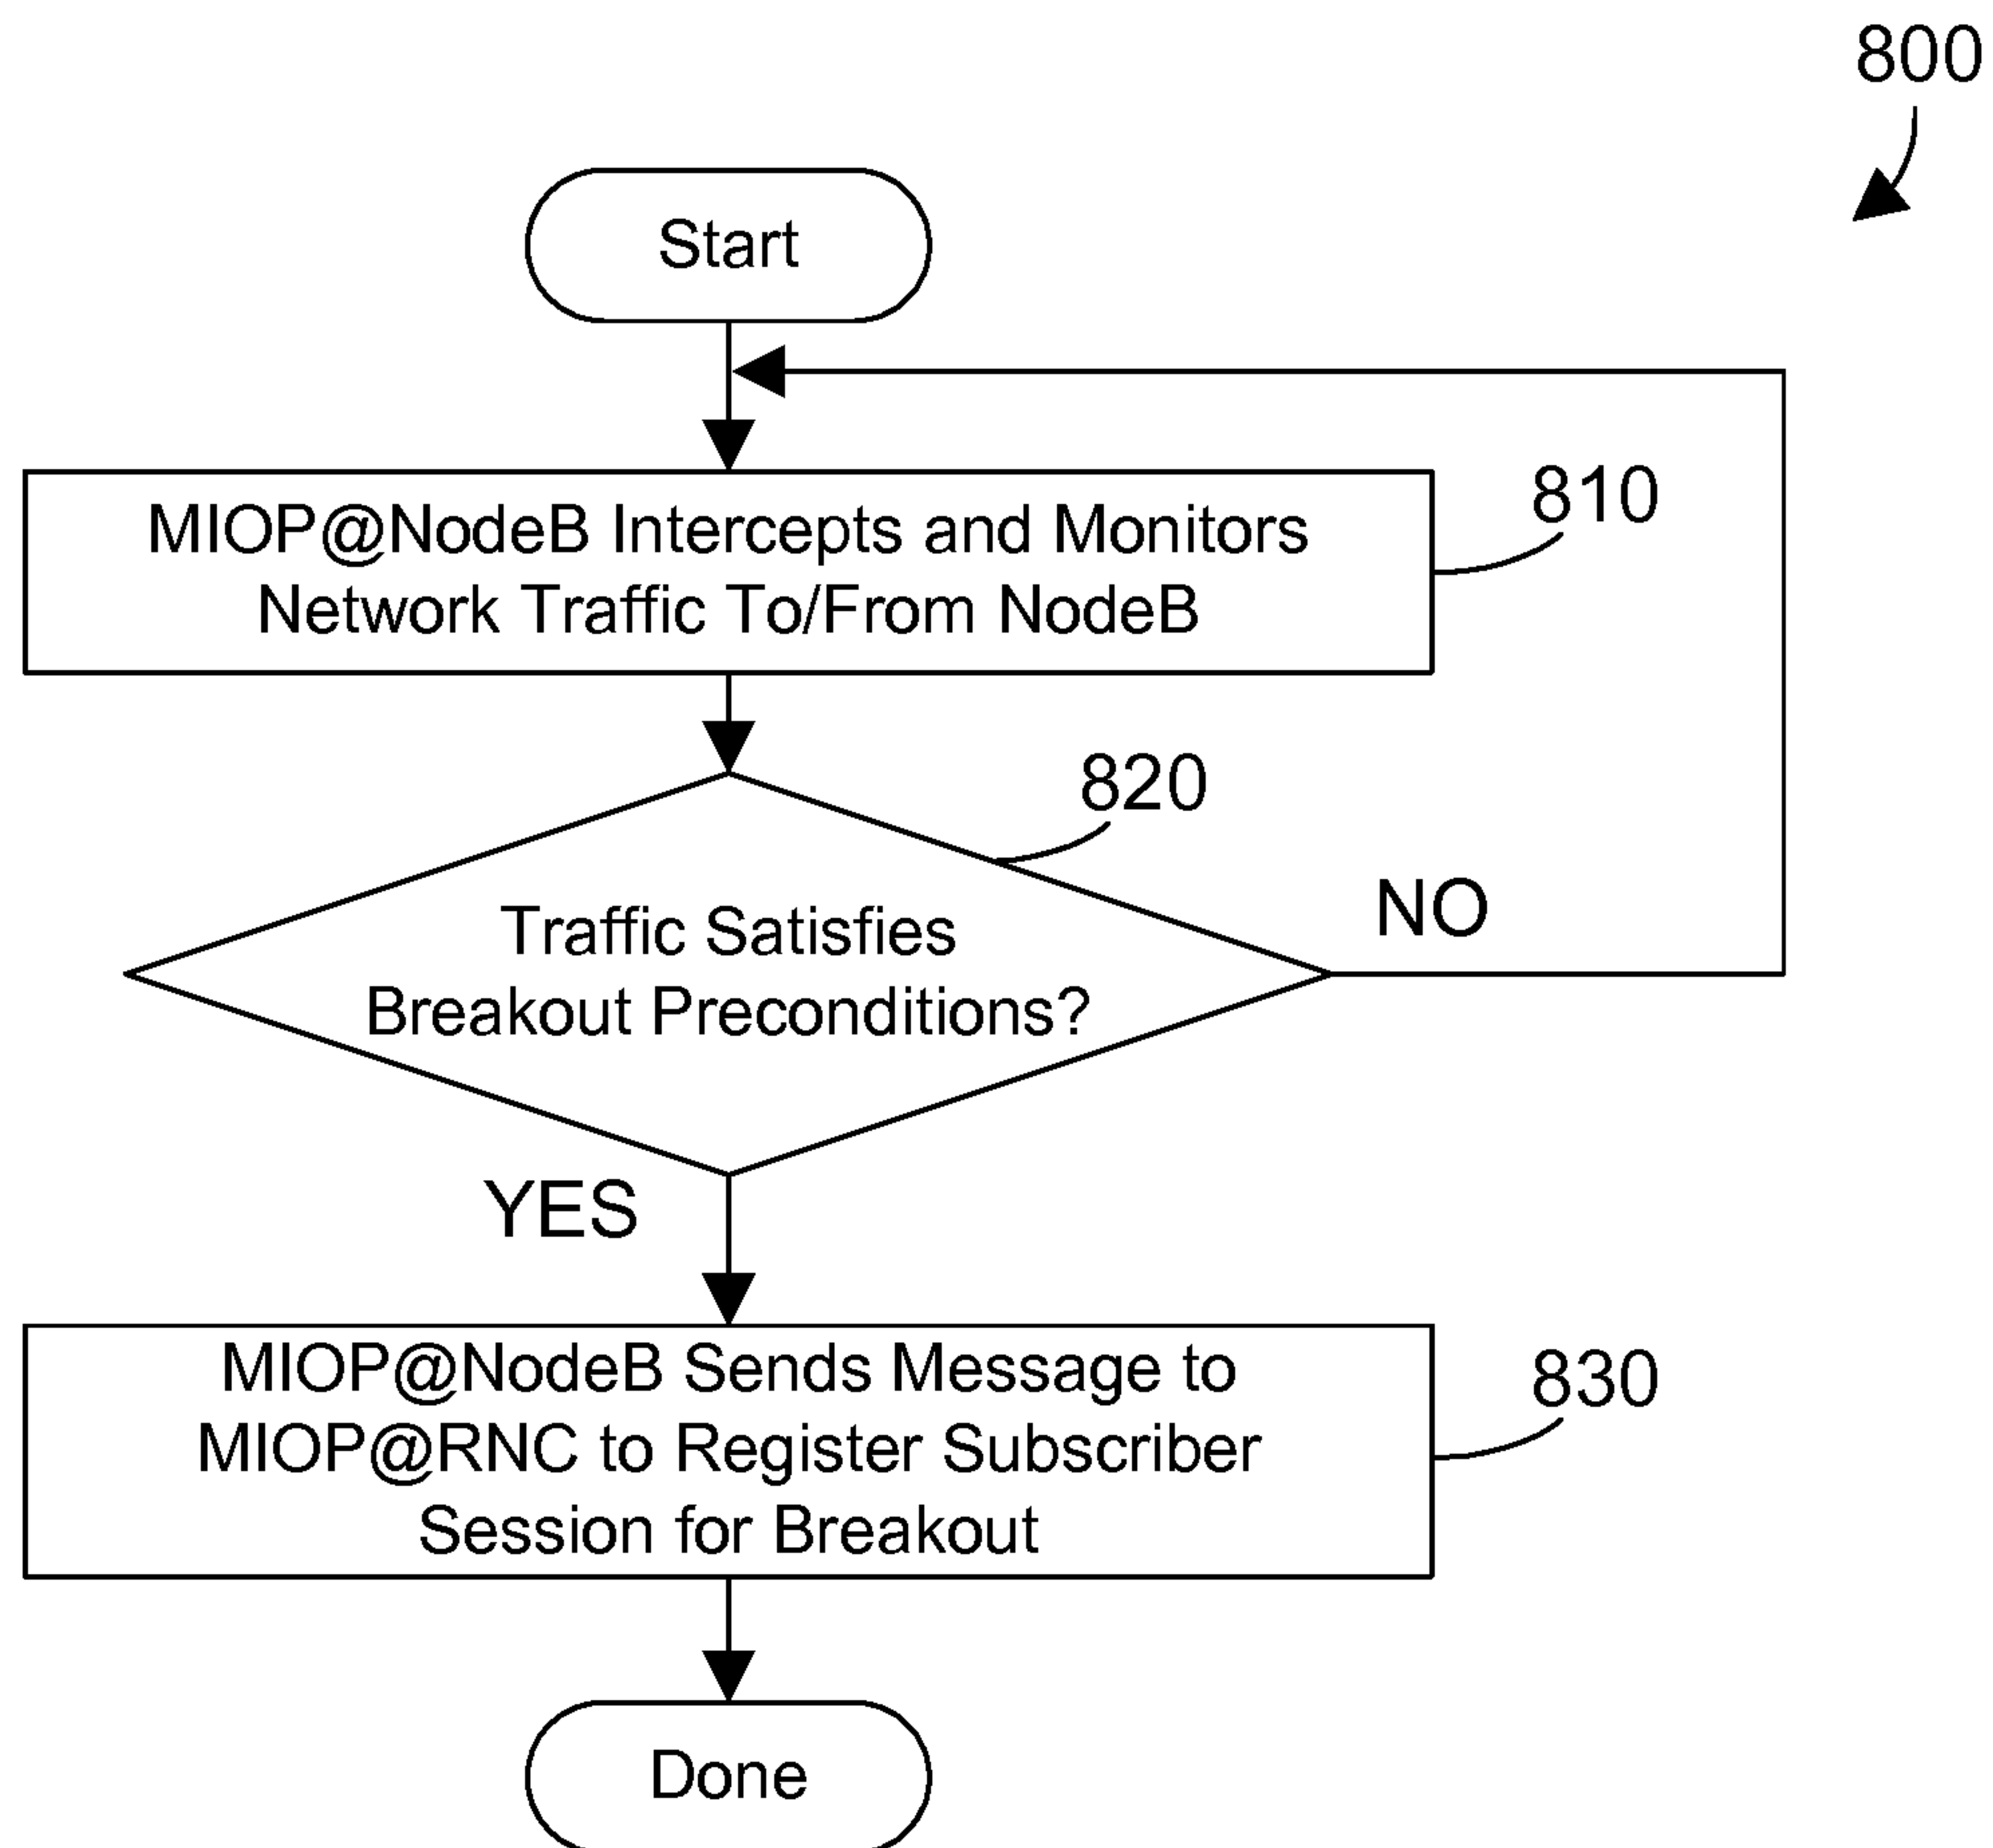 800
Start
MIOP@NodeB Intercepts and Monitors
Network Traffic To/From NodeB
810
820
Traffic Satisfies
Breakout Preconditions?
NO
YES
MIOP@NodeB Sends Message to
MIOP@RNC to Register Subscriber
Session for Breakout
830
Done